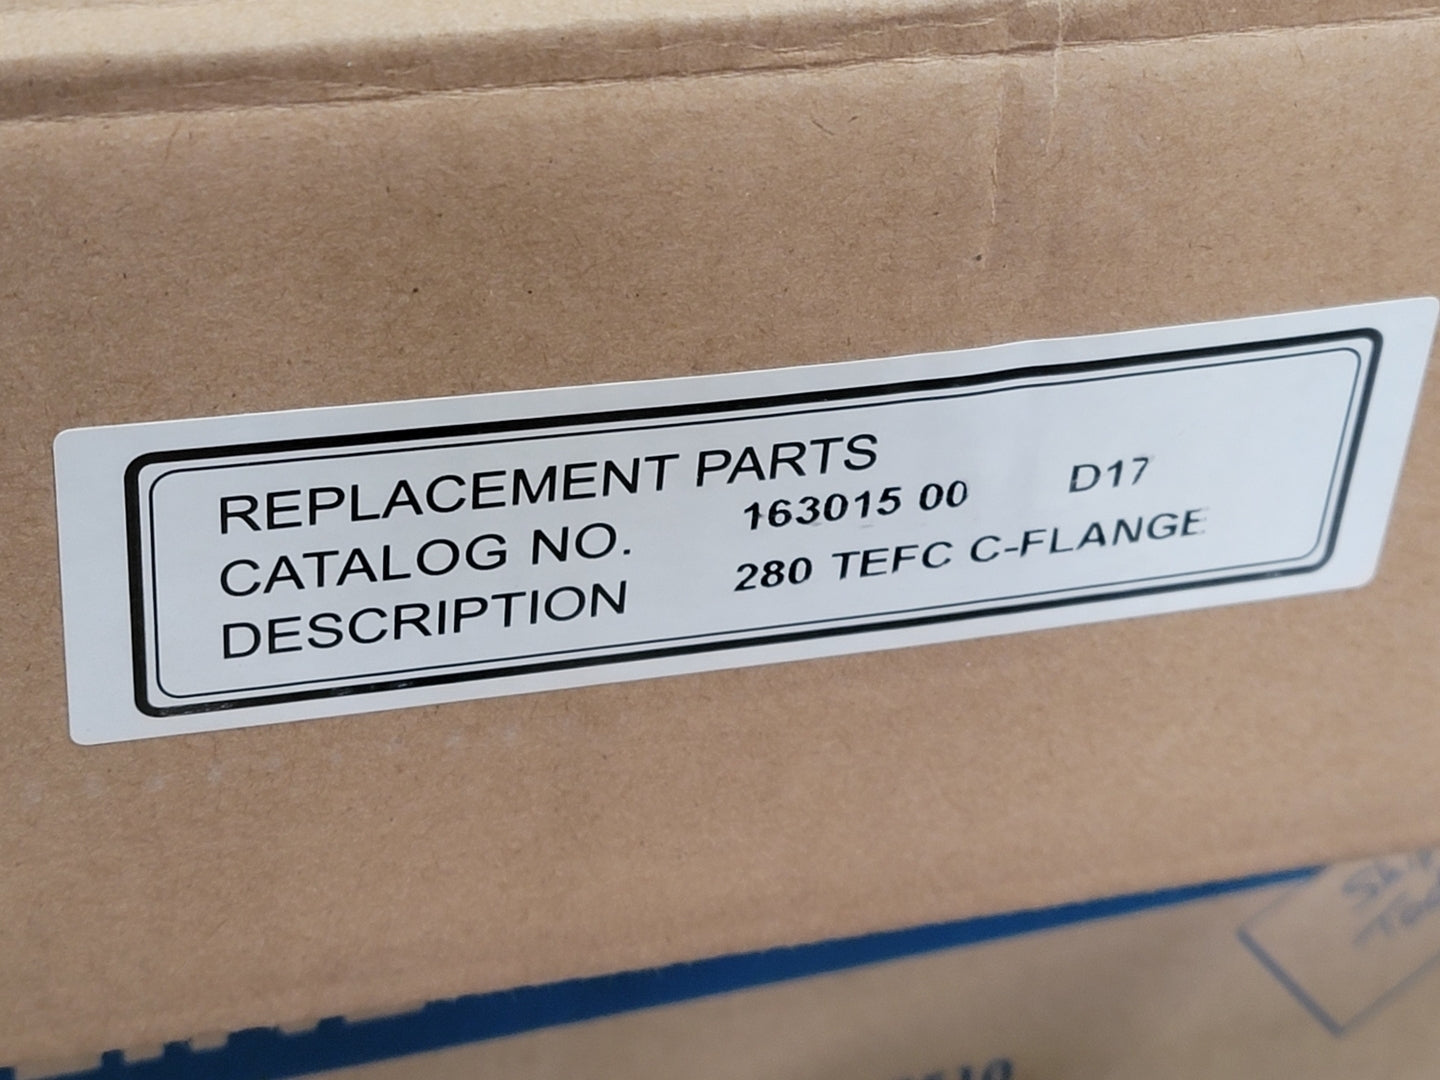 REPLACEMENT PARTS
CATALOG NO. 163015 00 D17
DESCRIPTION 280 TEFC C-FLANGE